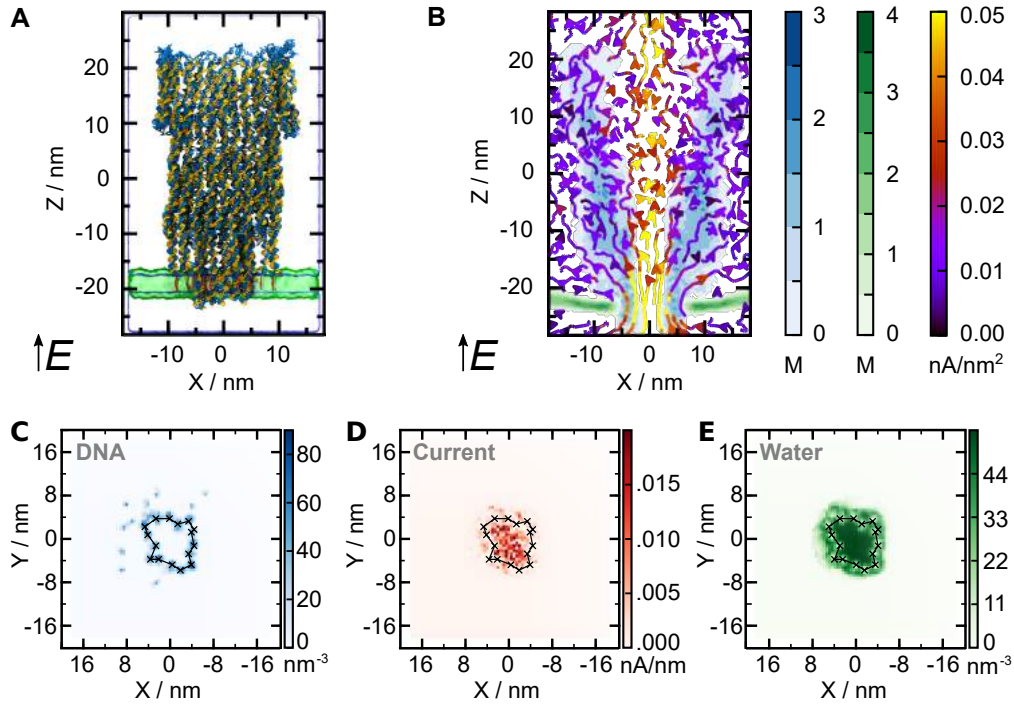 A
Z / nm
20
10
0
-10
-20
-10
0
10
X / nm
↑E
B
Z / nm
20
10
0
-10
-20
-10
0
10
X / nm
↑E
3
2
1
0
M
4
3
2
1
0
M
0.05
0.04
0.03
0.02
0.01
0.00
nA/nm²
C
DNA
Y / nm
16
8
0
-8
-16
16
8
0
-8
-16
X / nm
80
60
40
20
0
nm⁻³
D
Current
Y / nm
16
8
0
-8
-16
16
8
0
-8
-16
X / nm
.015
.010
.005
.000
nA/nm
E
Water
Y / nm
16
8
0
-8
-16
16
8
0
-8
-16
X / nm
44
33
22
11
0
nm⁻³